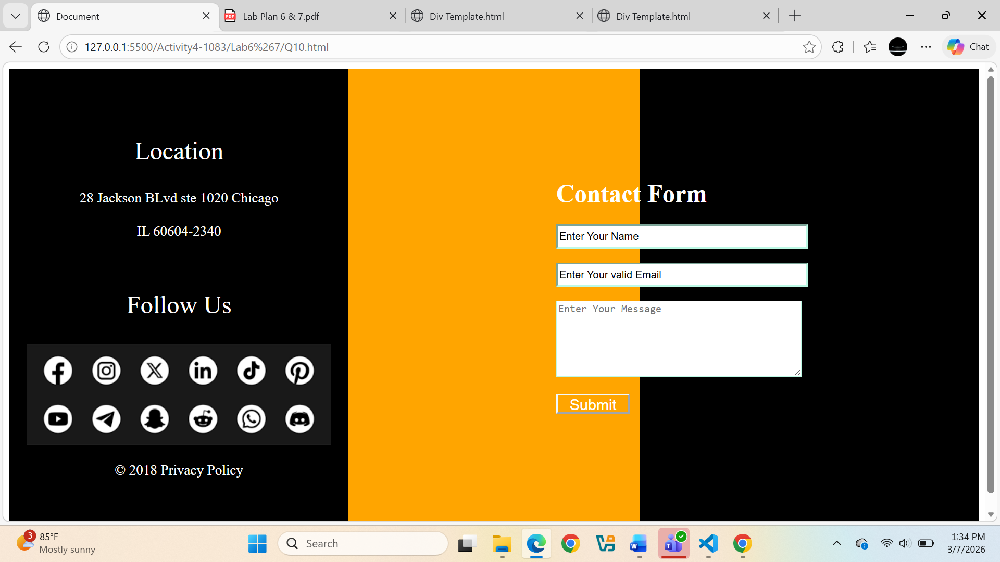 Document
Lab Plan 6 & 7.pdf
Div Template.html
Div Template.html
127.0.0.1:5500/Activity4-1083/Lab6%267/Q10.html
Chat
Location
28 Jackson BLvd ste 1020 Chicago
IL 60604-2340
Follow Us
© 2018 Privacy Policy
Contact Form
Enter Your Name
Enter Your valid Email
Enter Your Message
Submit
3
85°F
Mostly sunny
Search
1:34 PM
3/7/2026